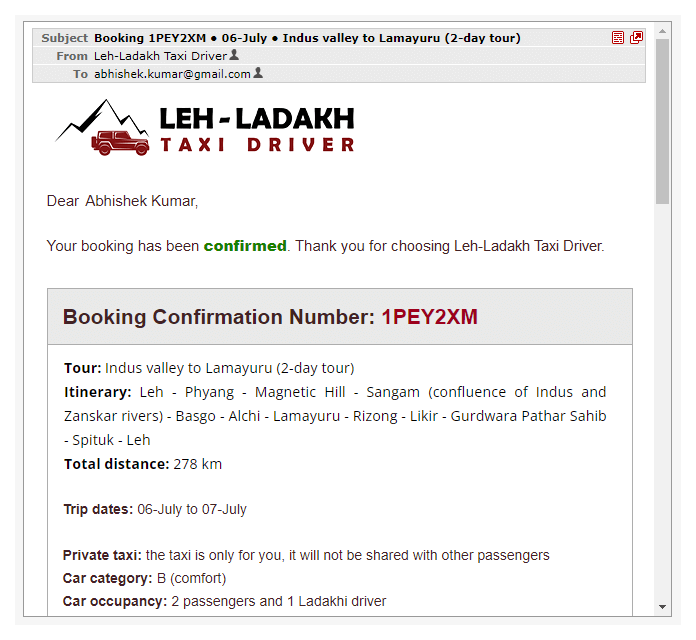 Subject Booking 1PEY2XM ● 06-July ● Indus valley to Lamayuru (2-day tour)
From Leh-Ladakh Taxi Driver
To abhishek.kumar@gmail.com
LEH-LADAKH
TAXI DRIVER
Dear Abhishek Kumar,
Your booking has been confirmed. Thank you for choosing Leh-Ladakh Taxi Driver.
Booking Confirmation Number: 1PEY2XM
Tour: Indus valley to Lamayuru (2-day tour)
Itinerary: Leh - Phyang - Magnetic Hill - Sangam (confluence of Indus and
Zanskar rivers) - Basgo - Alchi - Lamayuru - Rizong - Likir - Gurdwara Pathar Sahib
- Spituk - Leh
Total distance: 278 km
Trip dates: 06-July to 07-July
Private taxi: the taxi is only for you, it will not be shared with other passengers
Car category: B (comfort)
Car occupancy: 2 passengers and 1 Ladakhi driver